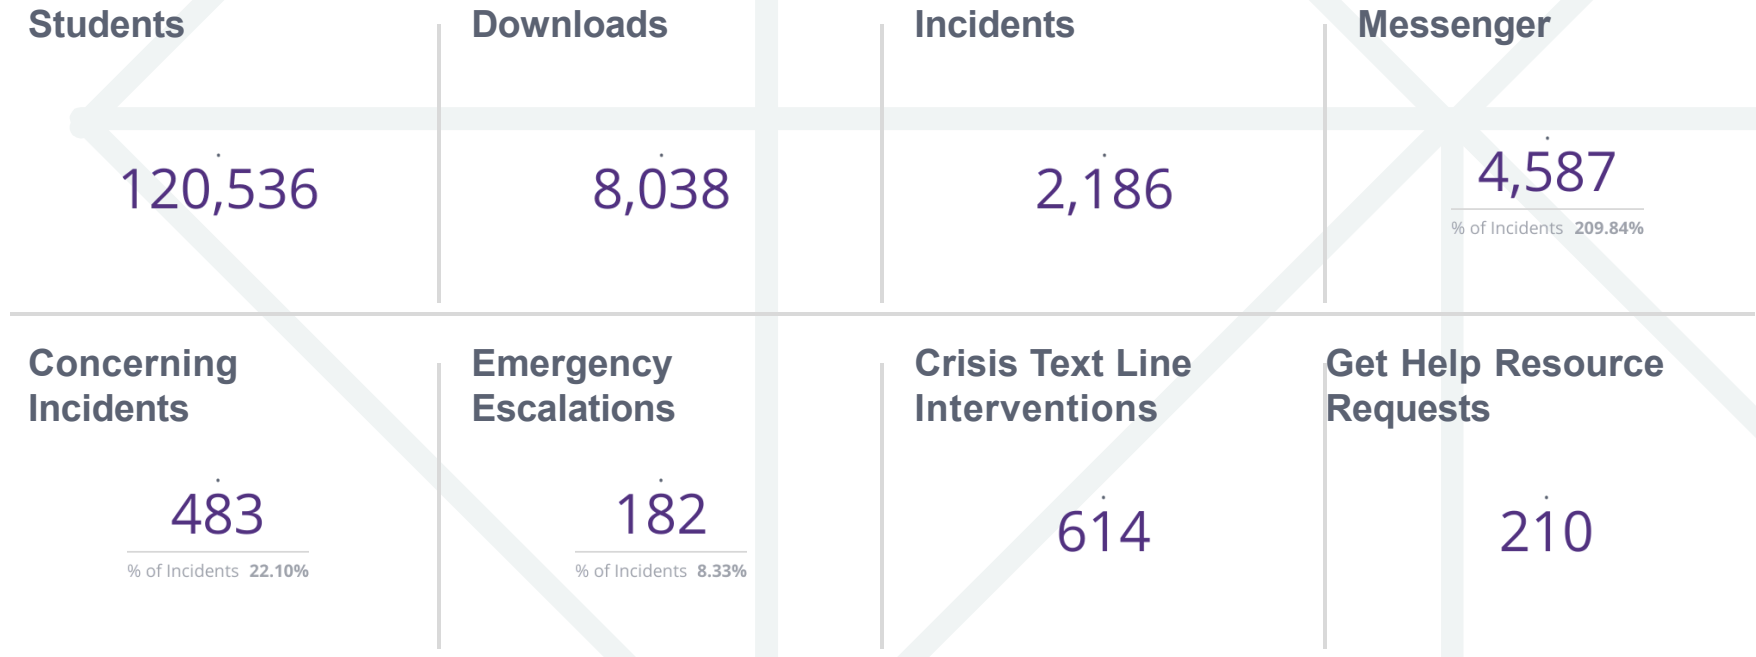 Students
Downloads
Incidents
Messenger
120,536
8,038
2,186
4,587
% of Incidents 209.84%
Concerning
Incidents
Emergency
Escalations
Crisis Text Line
Interventions
Get Help Resource
Requests
483
% of Incidents 22.10%
182
% of Incidents 8.33%
614
210